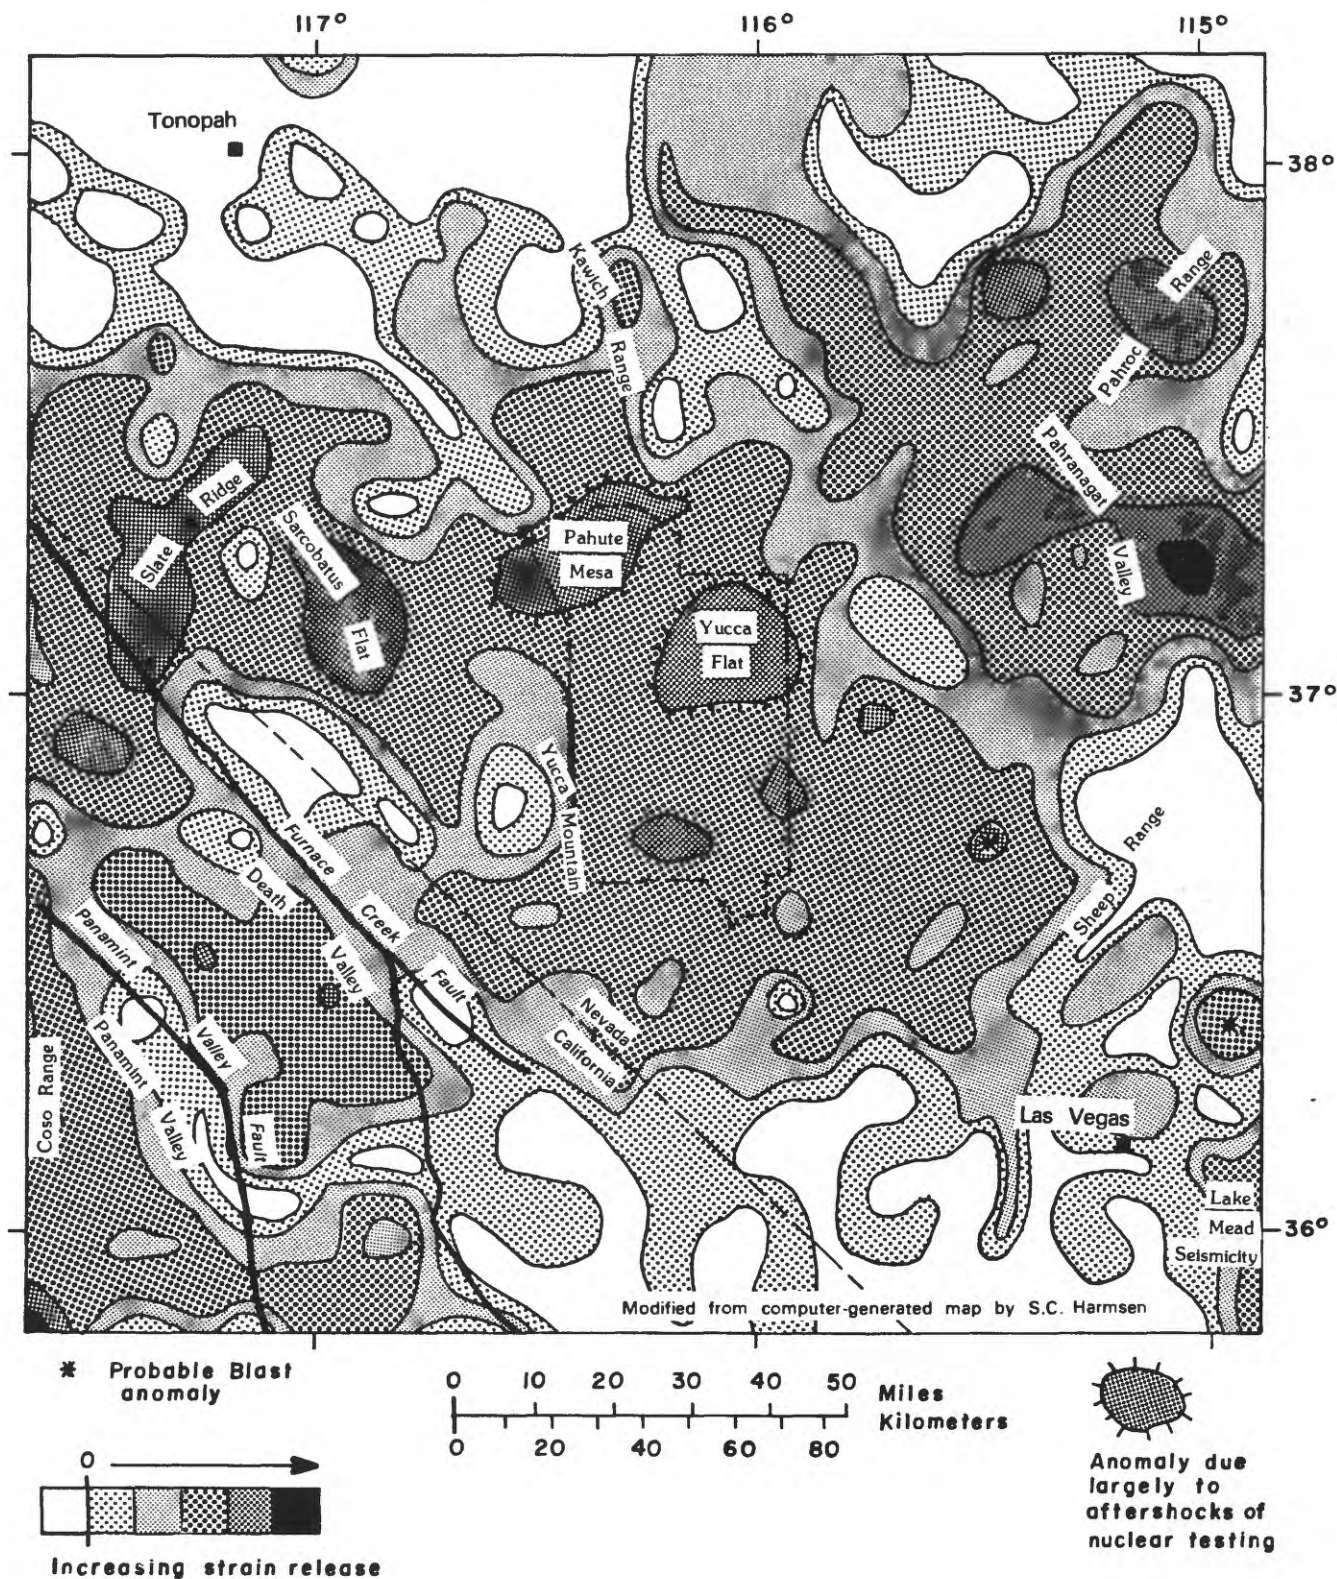 117° 116° 115°
Tonopah
38°
Kawich
Range
Range
Pahroc
Pahranagat
Valley
Ridge
Slate
Sarcobatus
Flat
Pahute
Mesa
Yucca
Flat
37°
Yucca Mountain
Furnace
Creek
Fault
Death
Valley
Range
Sheep
Panamint
Valley
Fault
Panamint
Valley
Coso Range
Nevada
California
Las Vegas
Lake
Mead
Seismicity
36°
Modified from computer-generated map by S.C. Harmsen
* Probable Blast
anomaly
0 10 20 30 40 50 Miles
Kilometers
0 20 40 60 80
0
Increasing strain release
Anomaly due
largely to
aftershocks of
nuclear testing